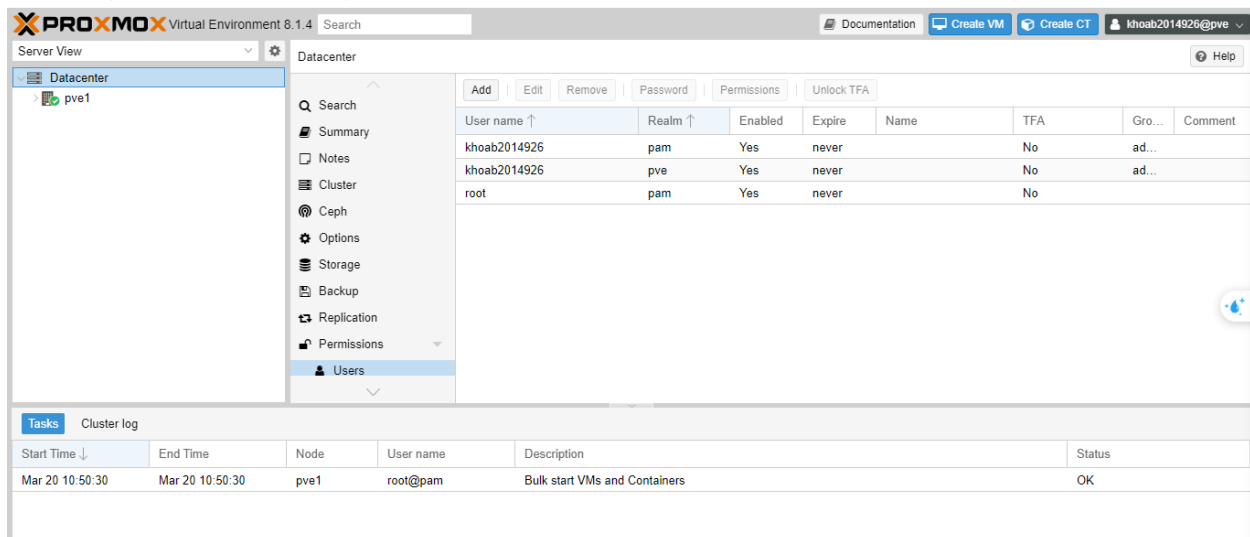 PROXMOX Virtual Environment 8.1.4 Search Documentation Create VM Create CT khoab2014926@pve
Server View
Datacenter
pve1
Datacenter Help
Search
Summary
Notes
Cluster
Ceph
Options
Storage
Backup
Replication
Permissions
Users
Add Edit Remove Password Permissions Unlock TFA
User name ↑ Realm ↑ Enabled Expire Name TFA Gro... Comment
khoab2014926 pam Yes never No ad...
khoab2014926 pve Yes never No ad...
root pam Yes never No
Tasks Cluster log
Start Time ↓ End Time Node User name Description Status
Mar 20 10:50:30 Mar 20 10:50:30 pve1 root@pam Bulk start VMs and Containers OK